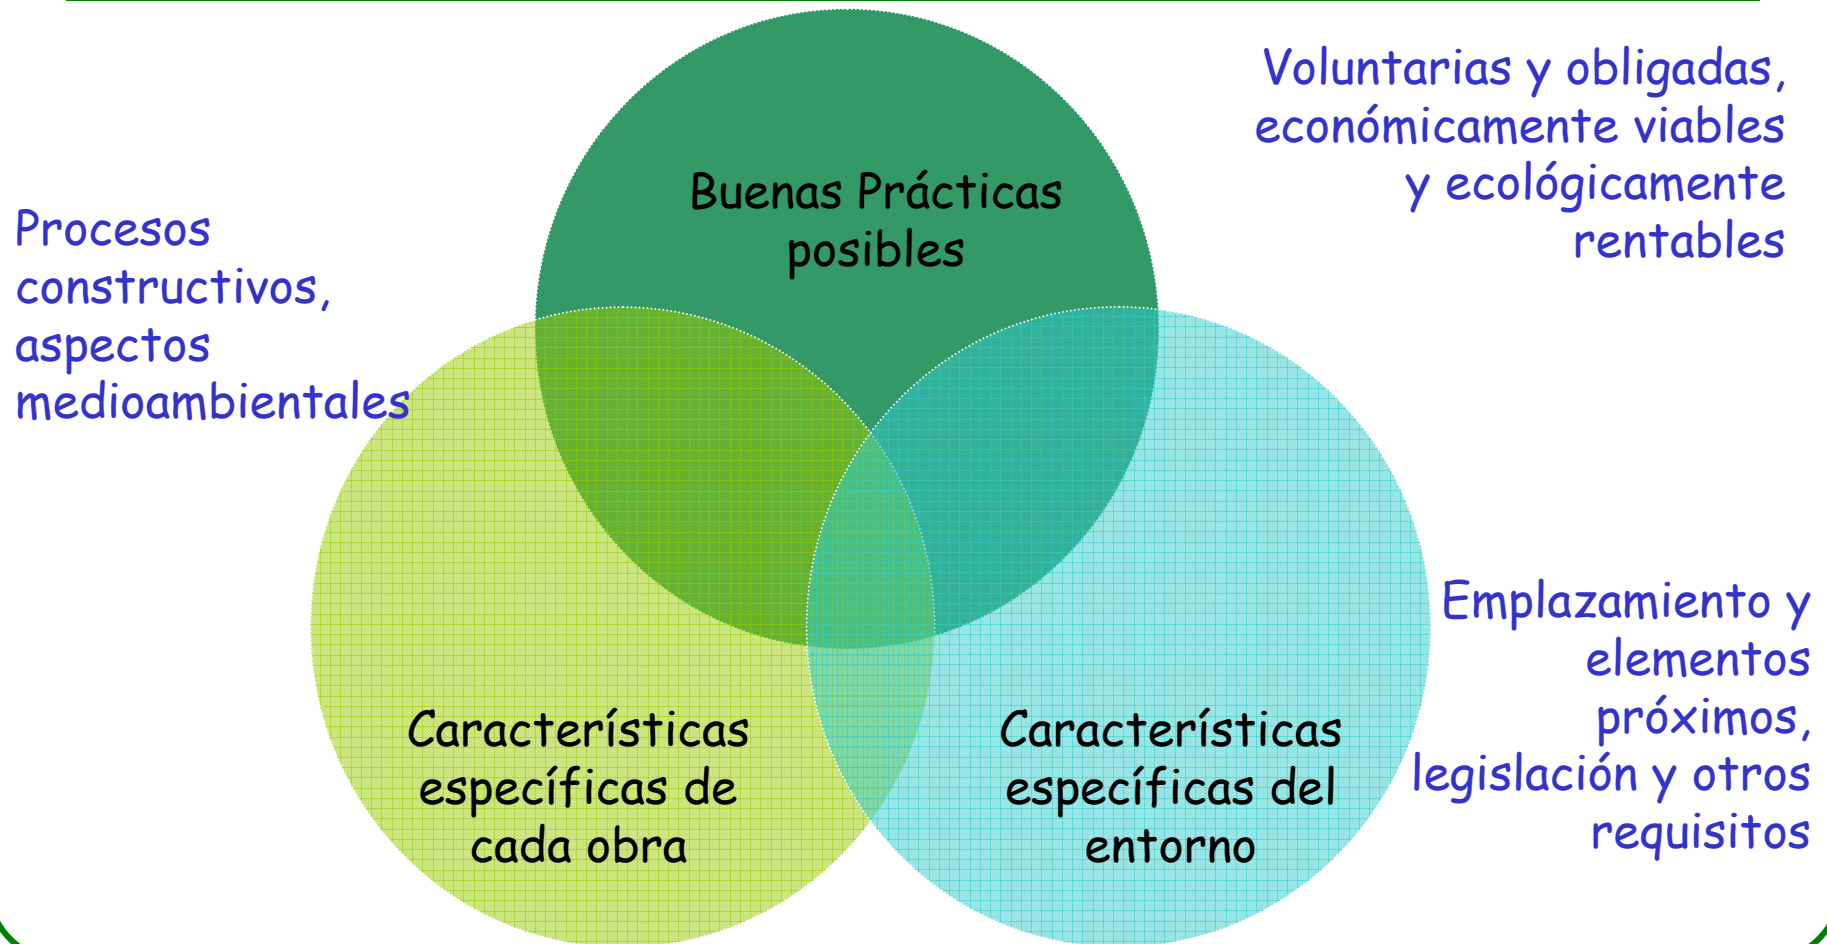 Voluntarias y obligadas,
económicamente viables
y ecológicamente
rentables
Buenas Prácticas
posibles
Procesos
constructivos,
aspectos
medioambientales
Emplazamiento y
elementos
próximos,
legislación y otros
requisitos
Características
específicas de
cada obra
Características
específicas del
entorno